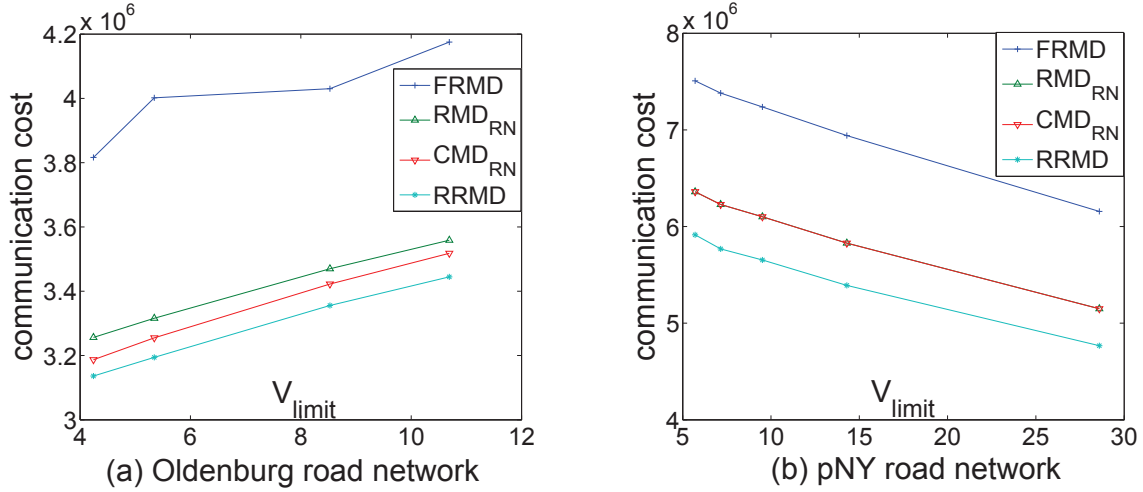 x 10^6
4.2
4
3.8
3.6
3.4
3.2
3
communication cost
FRMD
RMD_RN
CMD_RN
RRMD
V_limit
4 6 8 10 12
(a) Oldenburg road network
x 10^6
8
7
6
5
4
communication cost
FRMD
RMD_RN
CMD_RN
RRMD
V_limit
5 10 15 20 25 30
(b) pNY road network